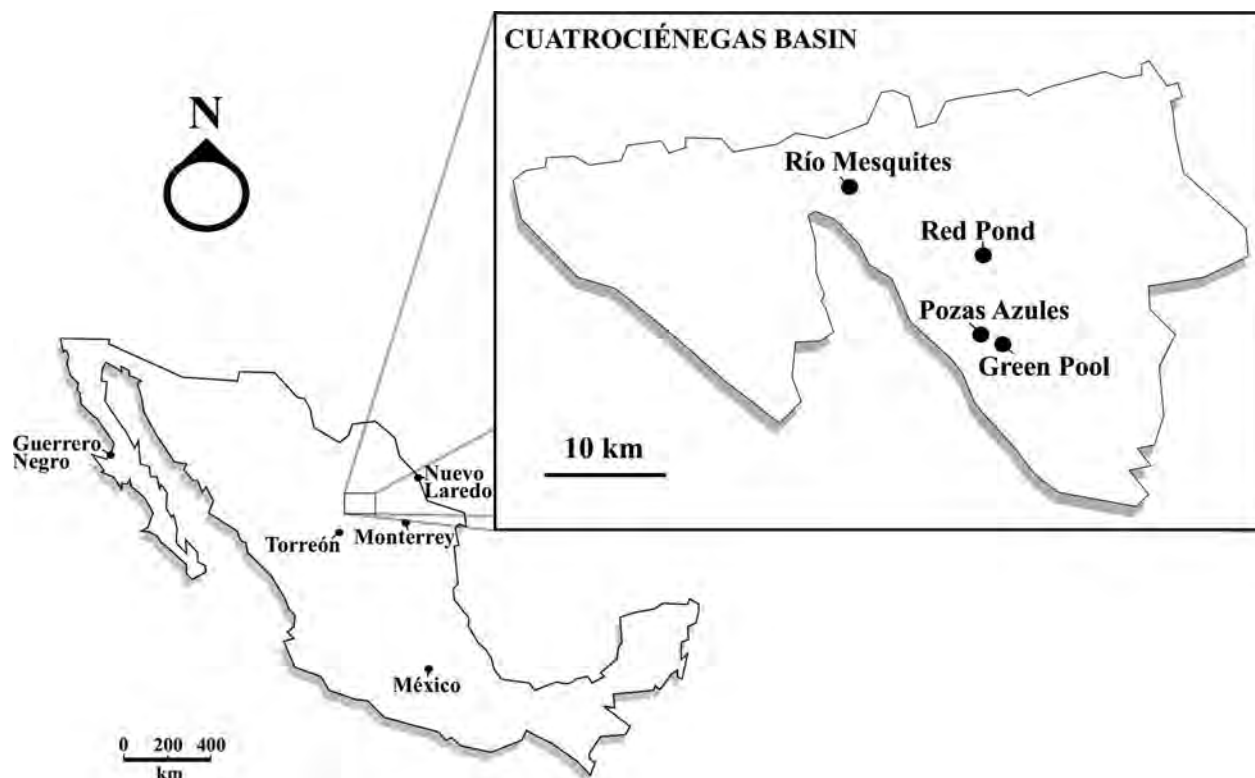 CUATROCIÉNEGAS BASIN
N
Río Mesquites
Red Pond
Pozas Azules
Green Pool
10 km
Guerrero
Negro
Nuevo
Laredo
Torreón
Monterrey
México
0 200 400
km